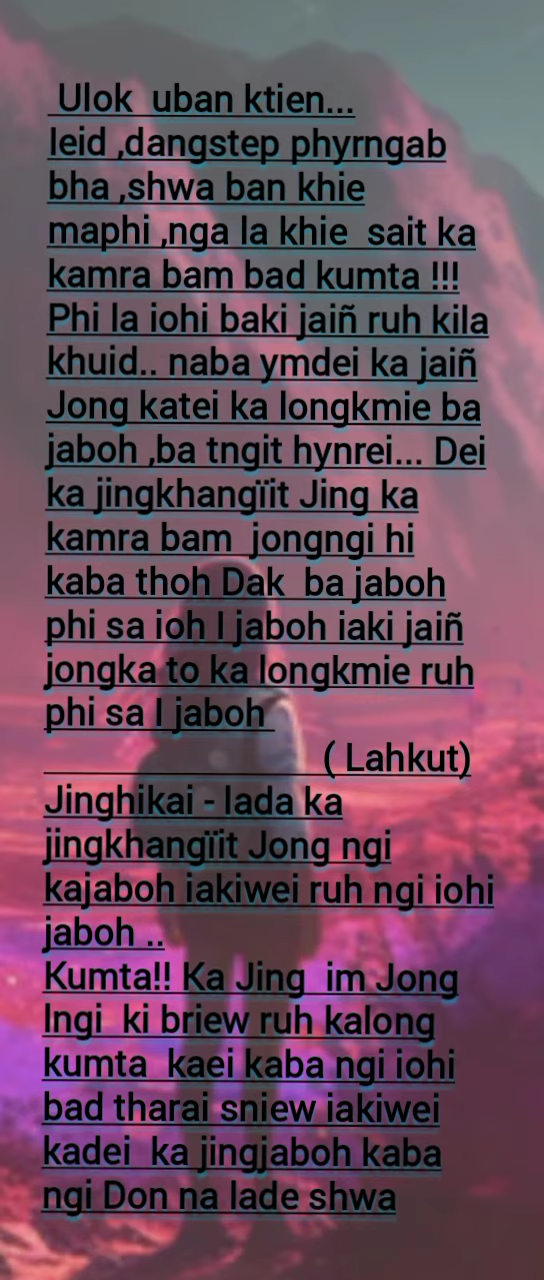 Ulok uban ktien...
leid ,dangstep phyrngab
bha ,shwa ban khie
maphi ,nga la khie sait ka
kamra bam bad kumta !!!
Phi la iohi baki jaiñ ruh kila
khuid.. naba ymdei ka jaiñ
Jong katei ka longkmie ba
jaboh ,ba tngit hynrei... Dei
ka jingkhangïït Jing ka
kamra bam jongngi hi
kaba thoh Dak ba jaboh
phi sa ioh I jaboh iaki jaiñ
jongka to ka longkmie ruh
phi sa I jaboh
( Lahkut)
Jinghikai - lada ka
jingkhangïït Jong ngi
kajaboh iakiwei ruh ngi iohi
jaboh ..
Kumta!! Ka Jing im Jong
Ingi ki briew ruh kalong
kumta kaei kaba ngi iohi
bad tharai sniew iakiwei
kadei ka jingjaboh kaba
ngi Don na lade shwa